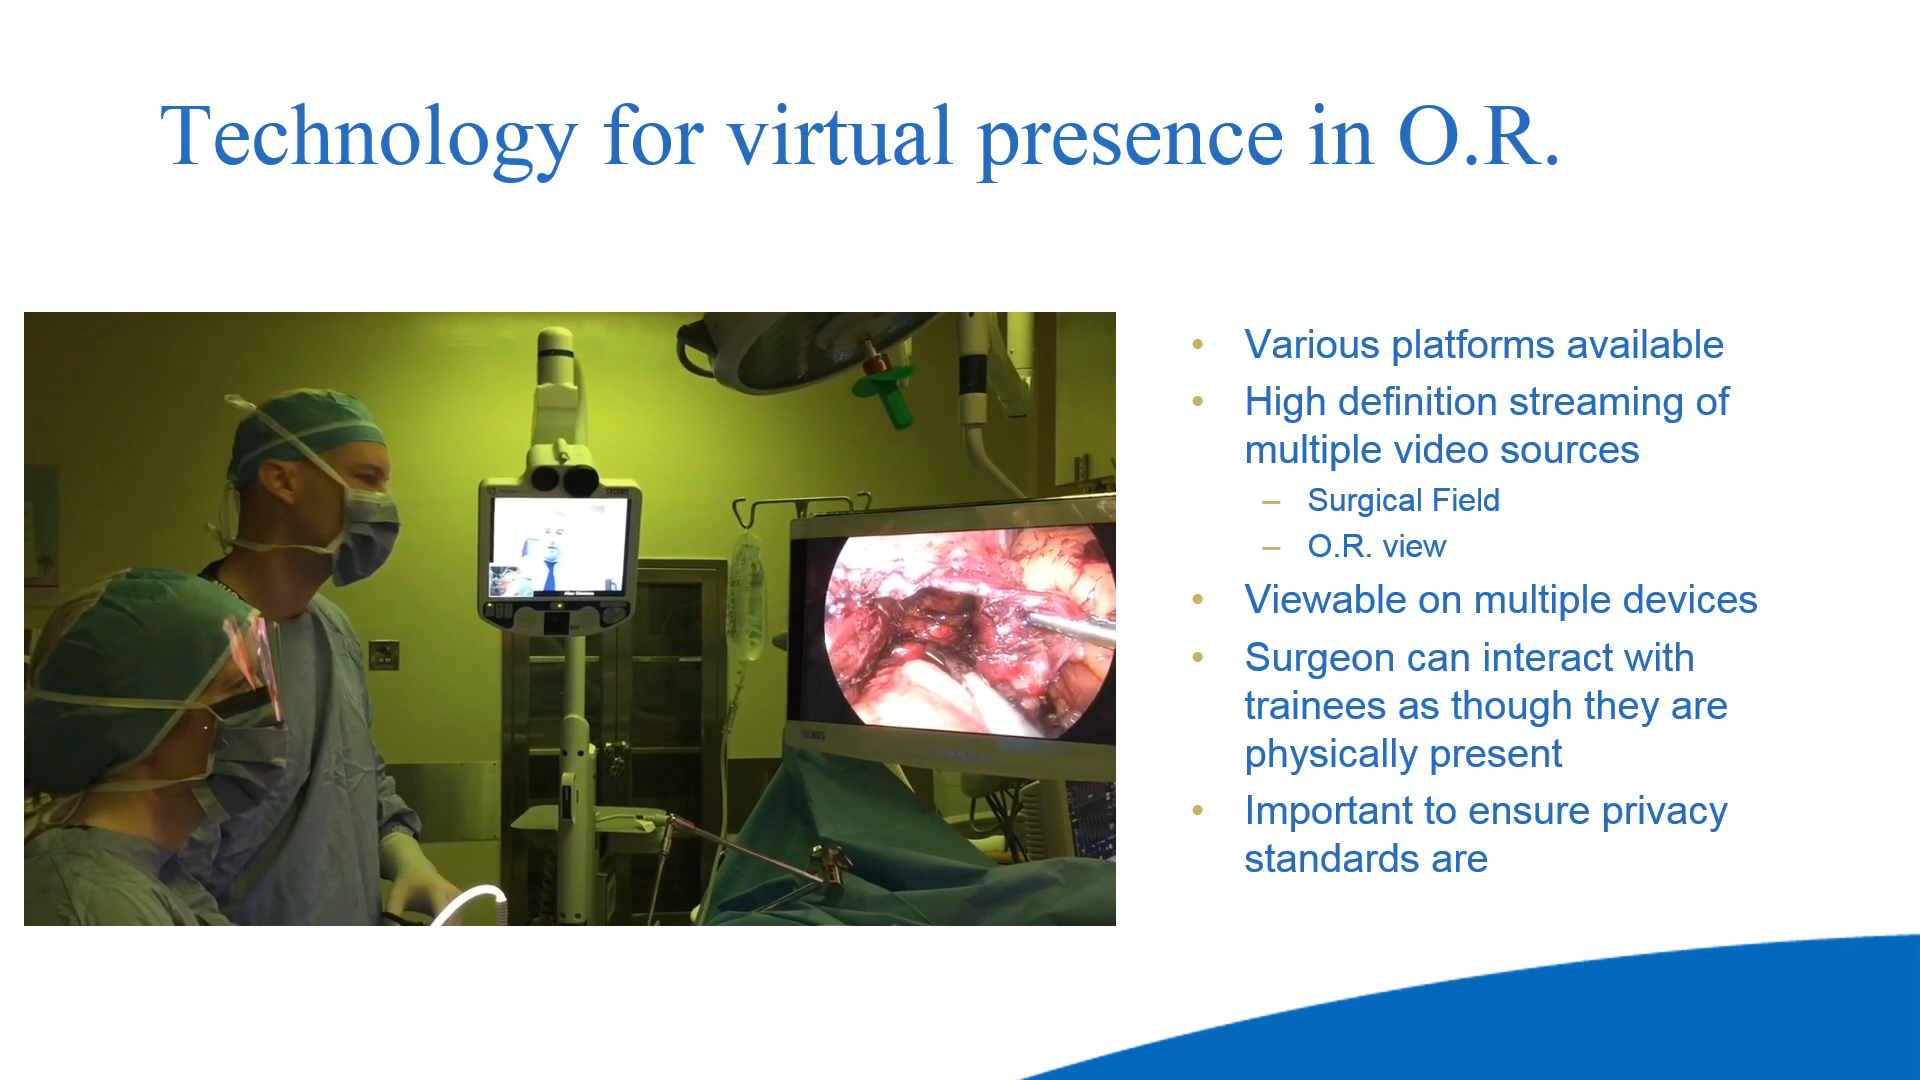 Technology for virtual presence in O.R.
• Various platforms available
• High definition streaming of
multiple video sources
– Surgical Field
– O.R. view
• Viewable on multiple devices
• Surgeon can interact with
trainees as though they are
physically present
• Important to ensure privacy
standards are